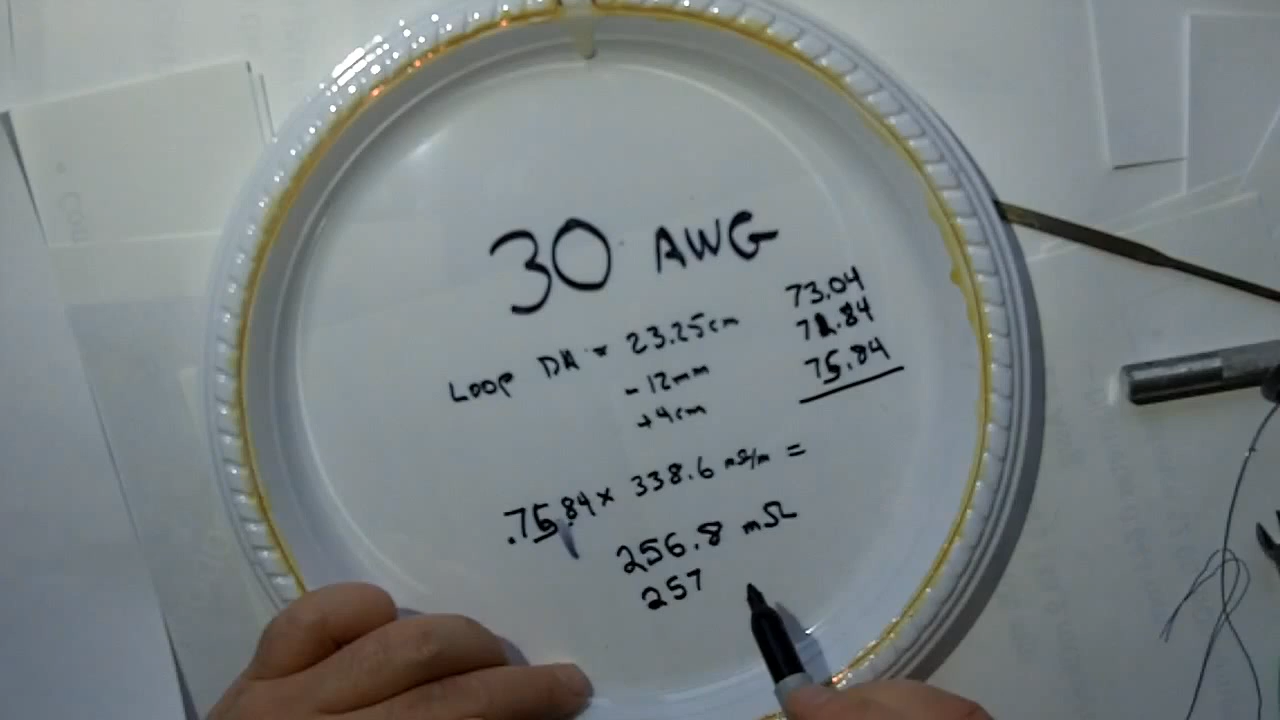 30 AWG
LOOP DIA = 23.25cm
- 12mm
+4cm
73.04
71.84
75.84
.7584 x 338.6 mΩ/m =
256.8 mΩ
257